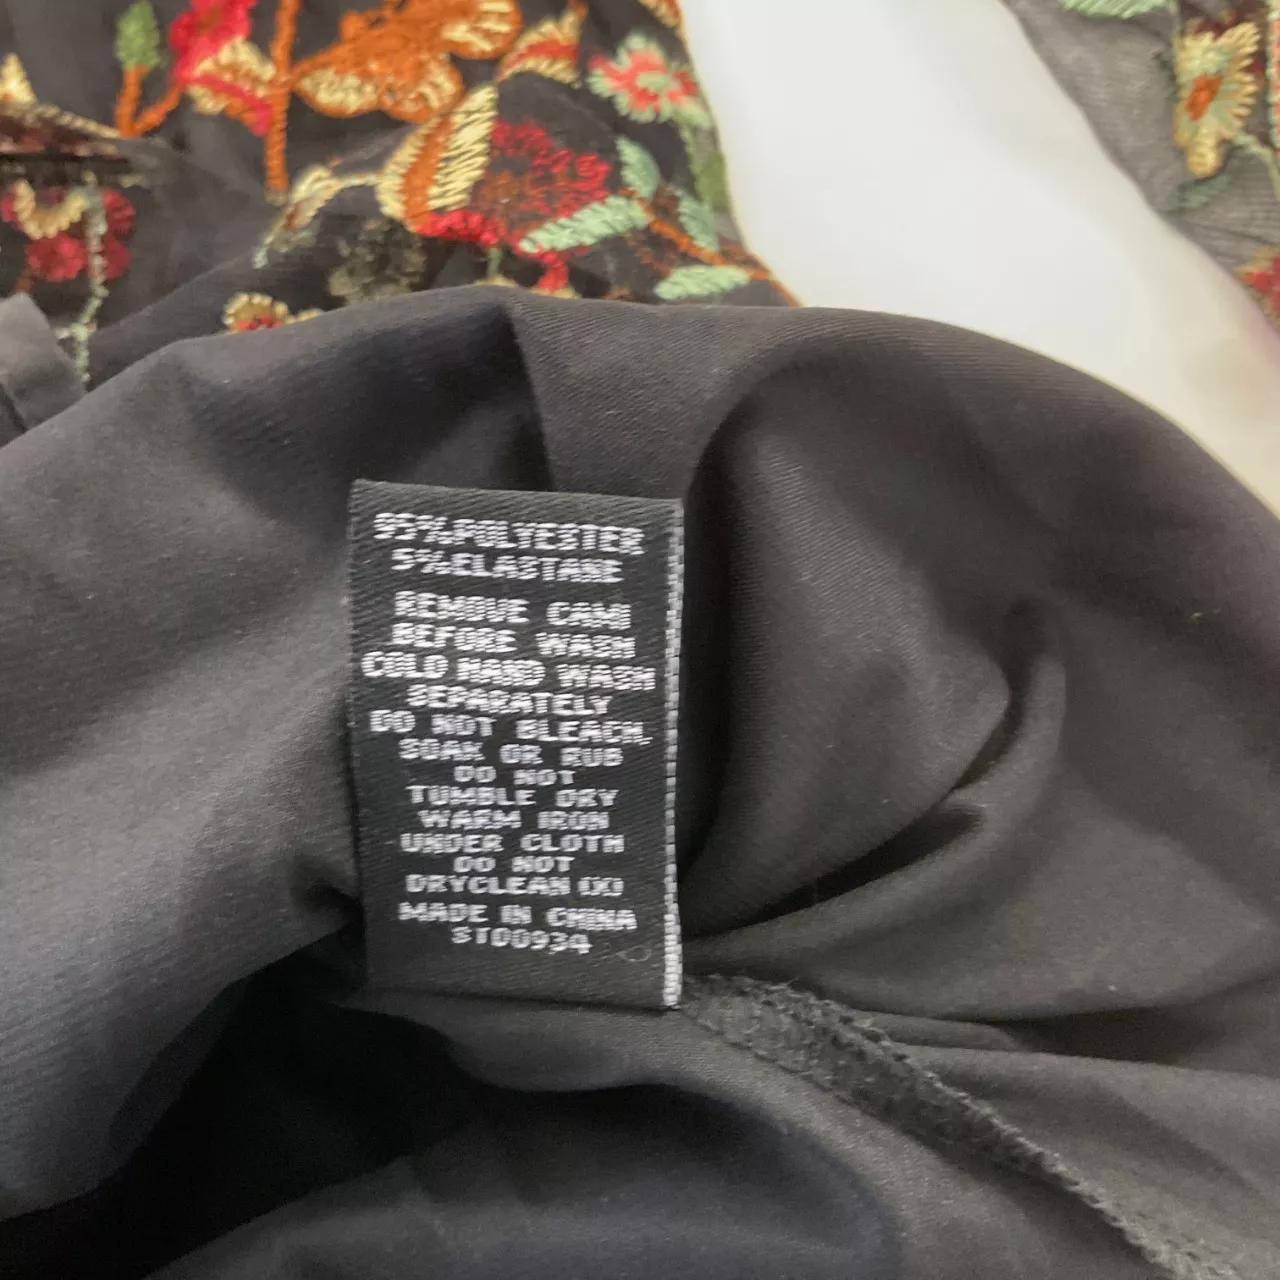 95%POLYESTER
5%ELASTANE
REMOVE CAMI
BEFORE WASH
COLD HAND WASH
SEPARATELY
DO NOT BLEACH,
SOAK OR RUB
DO NOT
TUMBLE DRY
WARM IRON
UNDER CLOTH
DO NOT
DRYCLEAN
MADE IN CHINA
ST00934